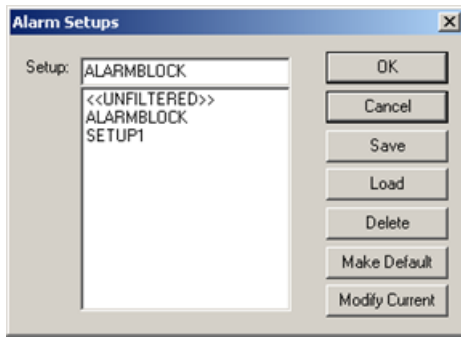 Alarm Setups
Setup: ALARMBLOCK
<<UNFILTERED>>
ALARMBLOCK
SETUP1
OK
Cancel
Save
Load
Delete
Make Default
Modify Current